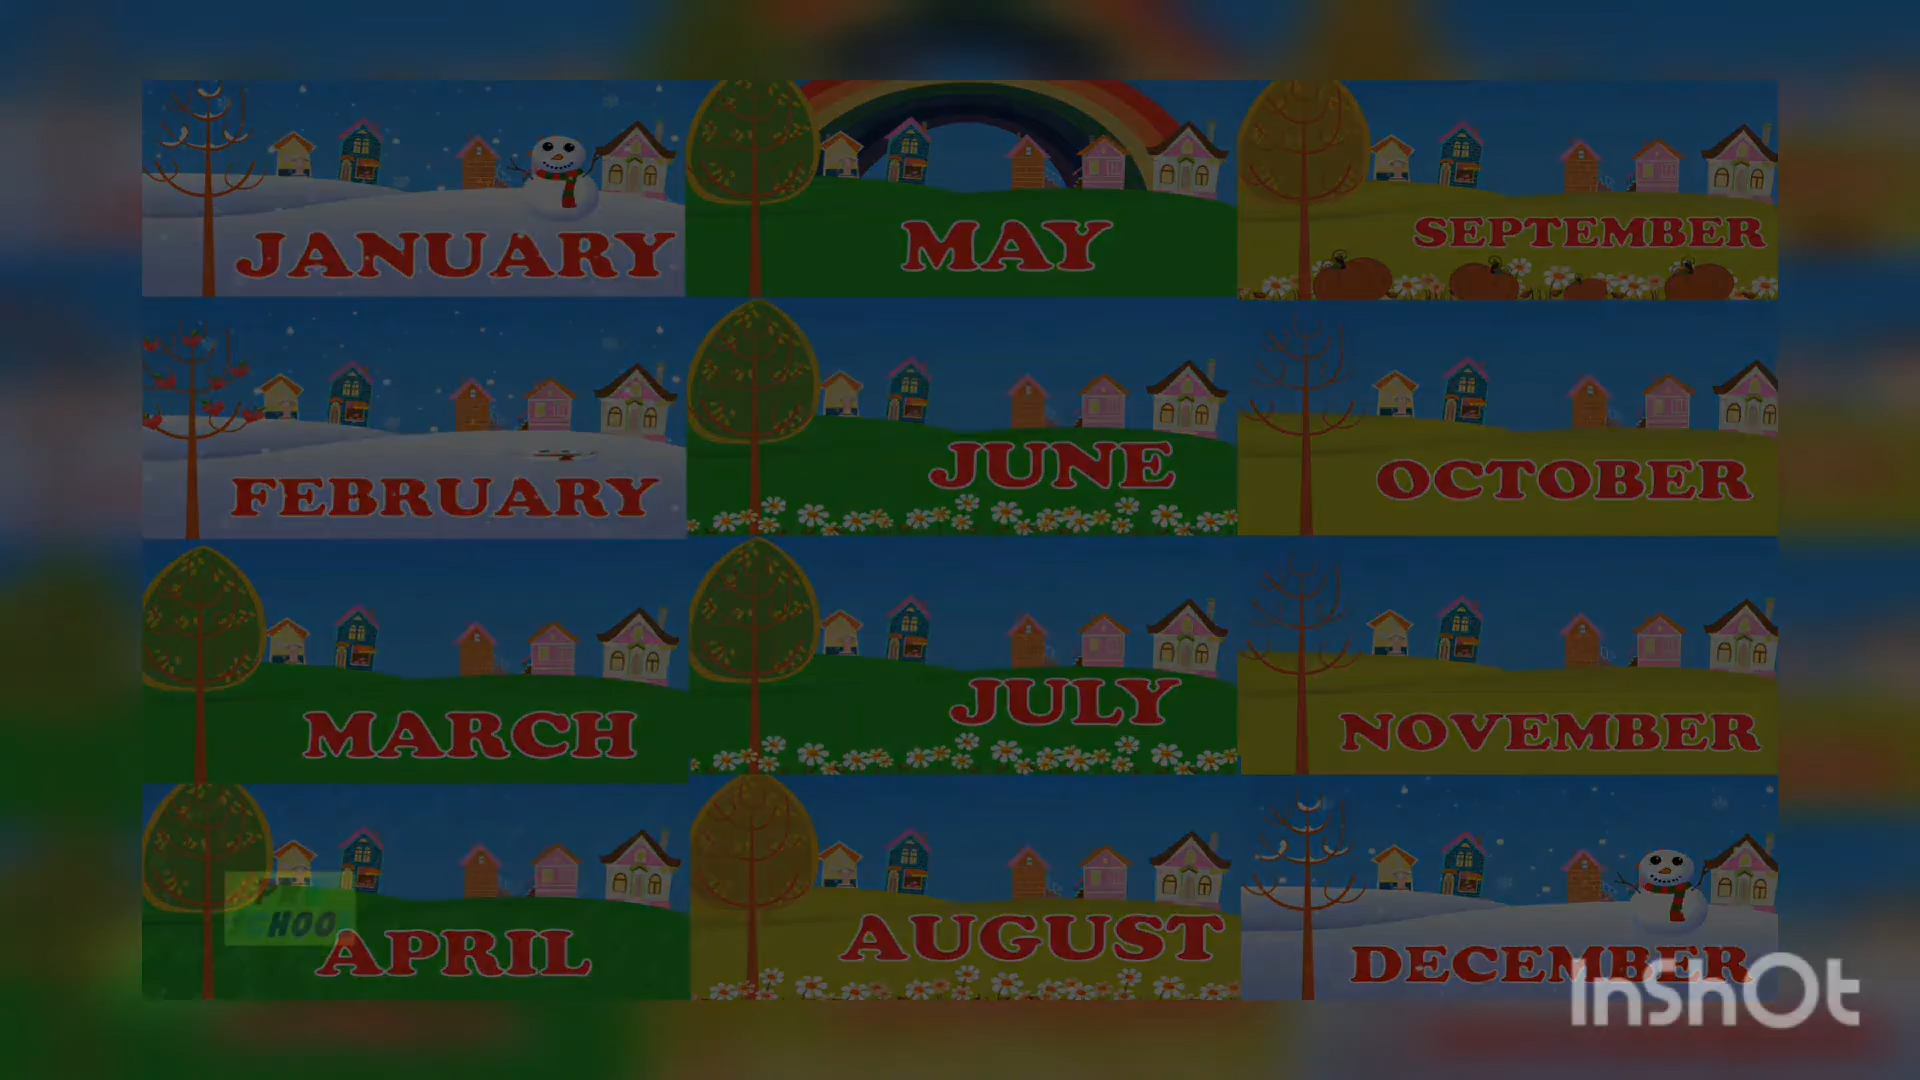 JANUARY
FEBRUARY
MARCH
APRIL
MAY
JUNE
JULY
AUGUST
SEPTEMBER
OCTOBER
NOVEMBER
DECEMBER
InShOt